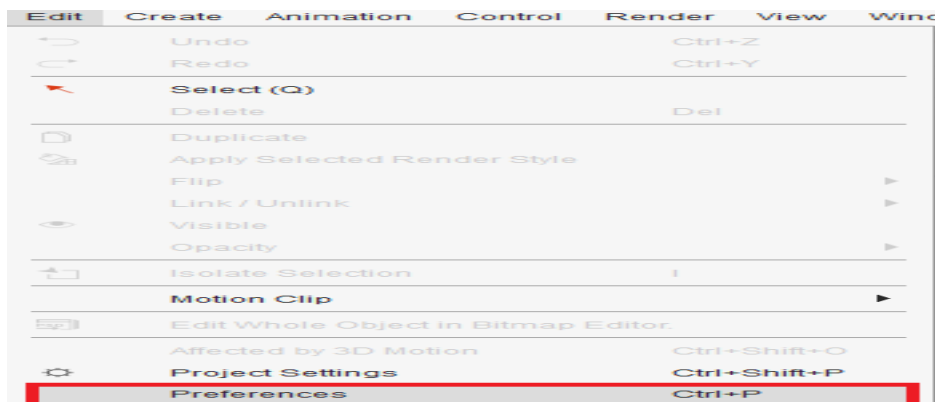 Edit Create Animation Control Render View Wind
Undo Ctrl+Z
Redo Ctrl+Y
Select (Q)
Delete Del
Duplicate
Apply Selected Render Style
Flip
Link / Unlink
Visible
Opacity
Isolate Selection I
Motion Clip
Edit Whole Object in Bitmap Editor.
Affected by 3D Motion Ctrl+Shift+O
Project Settings Ctrl+Shift+P
Preferences Ctrl+P